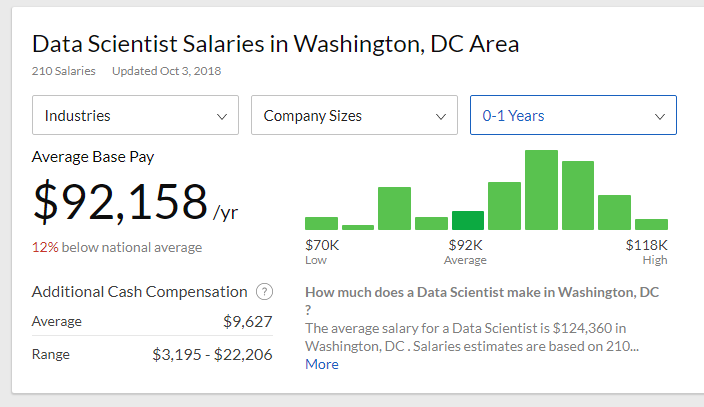 Data Scientist Salaries in Washington, DC Area
210 Salaries Updated Oct 3, 2018
Industries Company Sizes 0-1 Years
Average Base Pay
$92,158 /yr
12% below national average
$70K $92K $118K
Low Average High
Additional Cash Compensation ?
Average $9,627
Range $3,195 - $22,206
How much does a Data Scientist make in Washington, DC
?
The average salary for a Data Scientist is $124,360 in
Washington, DC . Salaries estimates are based on 210...
More